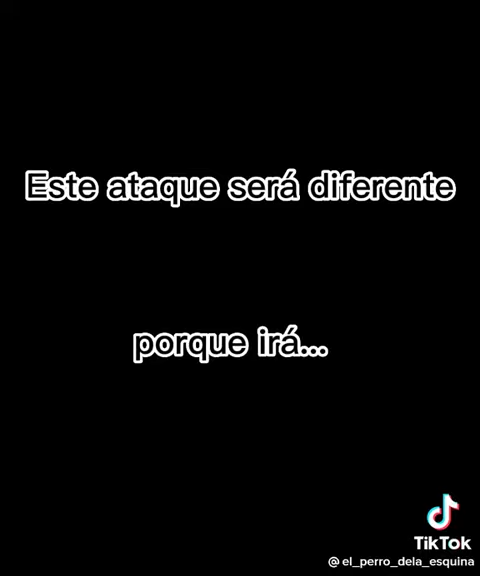 Este ataque será diferente
porque irá...
TikTok
@el_perro_dela_esquina